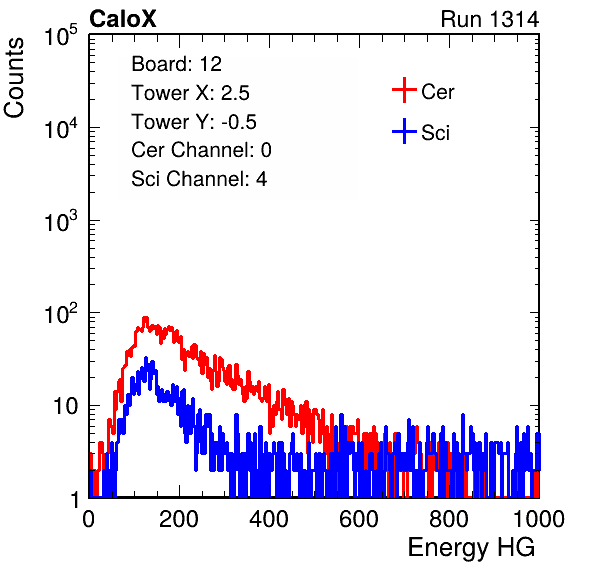 CaloX Run 1314
Counts
Board: 12
Tower X: 2.5
Tower Y: -0.5
Cer Channel: 0
Sci Channel: 4
Cer
Sci
10^5
10^4
10^3
10^2
10
1
0 200 400 600 800 1000
Energy HG